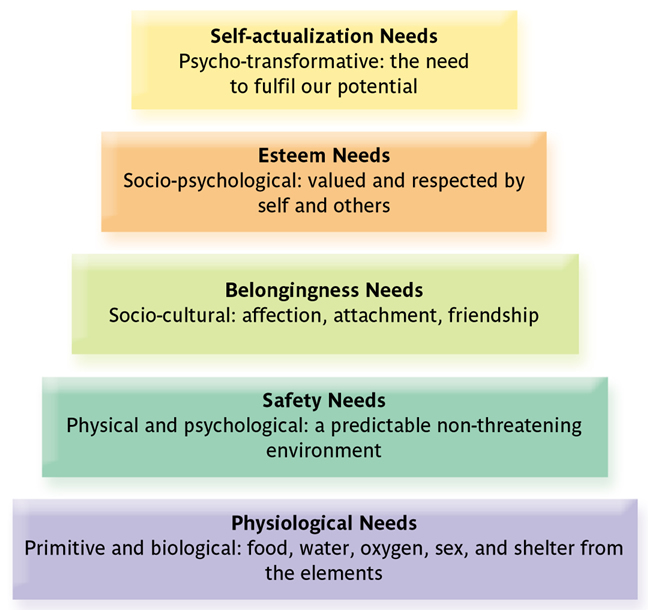 Self-actualization Needs
Psycho-transformative: the need
to fulfil our potential
Esteem Needs
Socio-psychological: valued and respected by
self and others
Belongingness Needs
Socio-cultural: affection, attachment, friendship
Safety Needs
Physical and psychological: a predictable non-threatening
environment
Physiological Needs
Primitive and biological: food, water, oxygen, sex, and shelter from
the elements